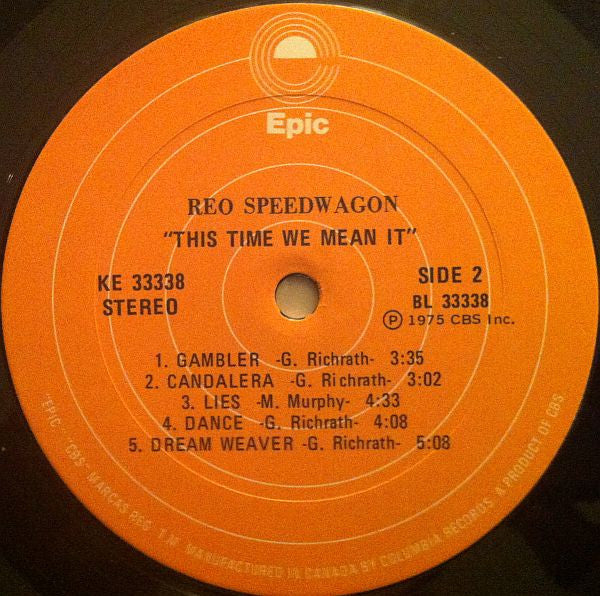 Epic
REO SPEEDWAGON
"THIS TIME WE MEAN IT"
KE 33338
STEREO
SIDE 2
BL 33338
Ⓟ 1975 CBS Inc.
1. GAMBLER -G. Richrath- 3:35
2. CANDALERA -G. Richrath- 3:02
3. LIES -M. Murphy- 4:33
4. DANCE -G. Richrath- 4:08
5. DREAM WEAVER -G. Richrath- 5:08
"EPIC," "CBS" MARCAS REG. T.M. MANUFACTURED IN CANADA BY COLUMBIA RECORDS. A PRODUCT OF CBS